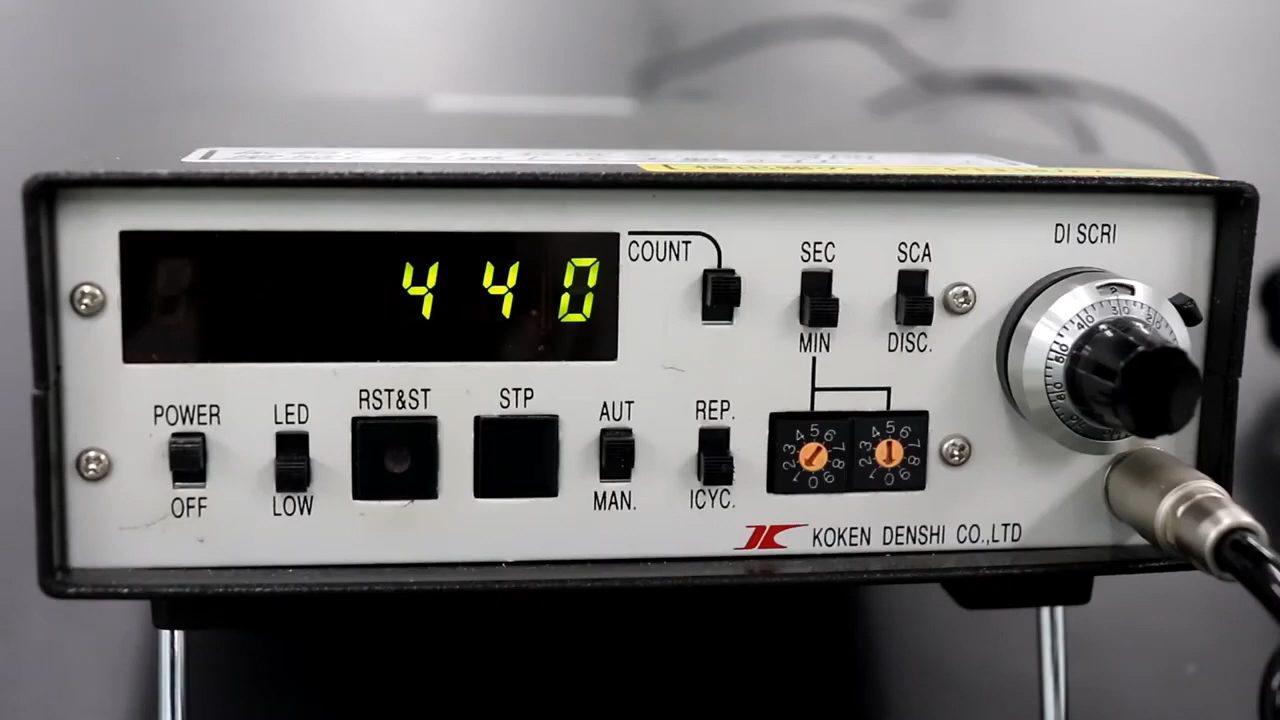 440
COUNT
SEC
SCA
DI SCRI
MIN
DISC.
POWER
LED
RST&ST
STP
AUT
REP.
OFF
LOW
MAN.
ICYC.
KOKEN DENSHI CO.,LTD